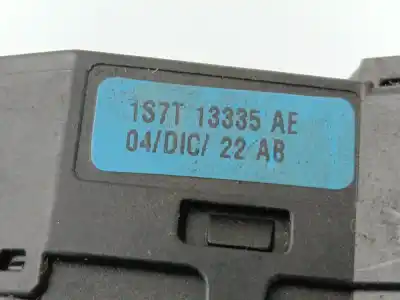 1S7T 13335 AE
04/DIC/ 22 AB